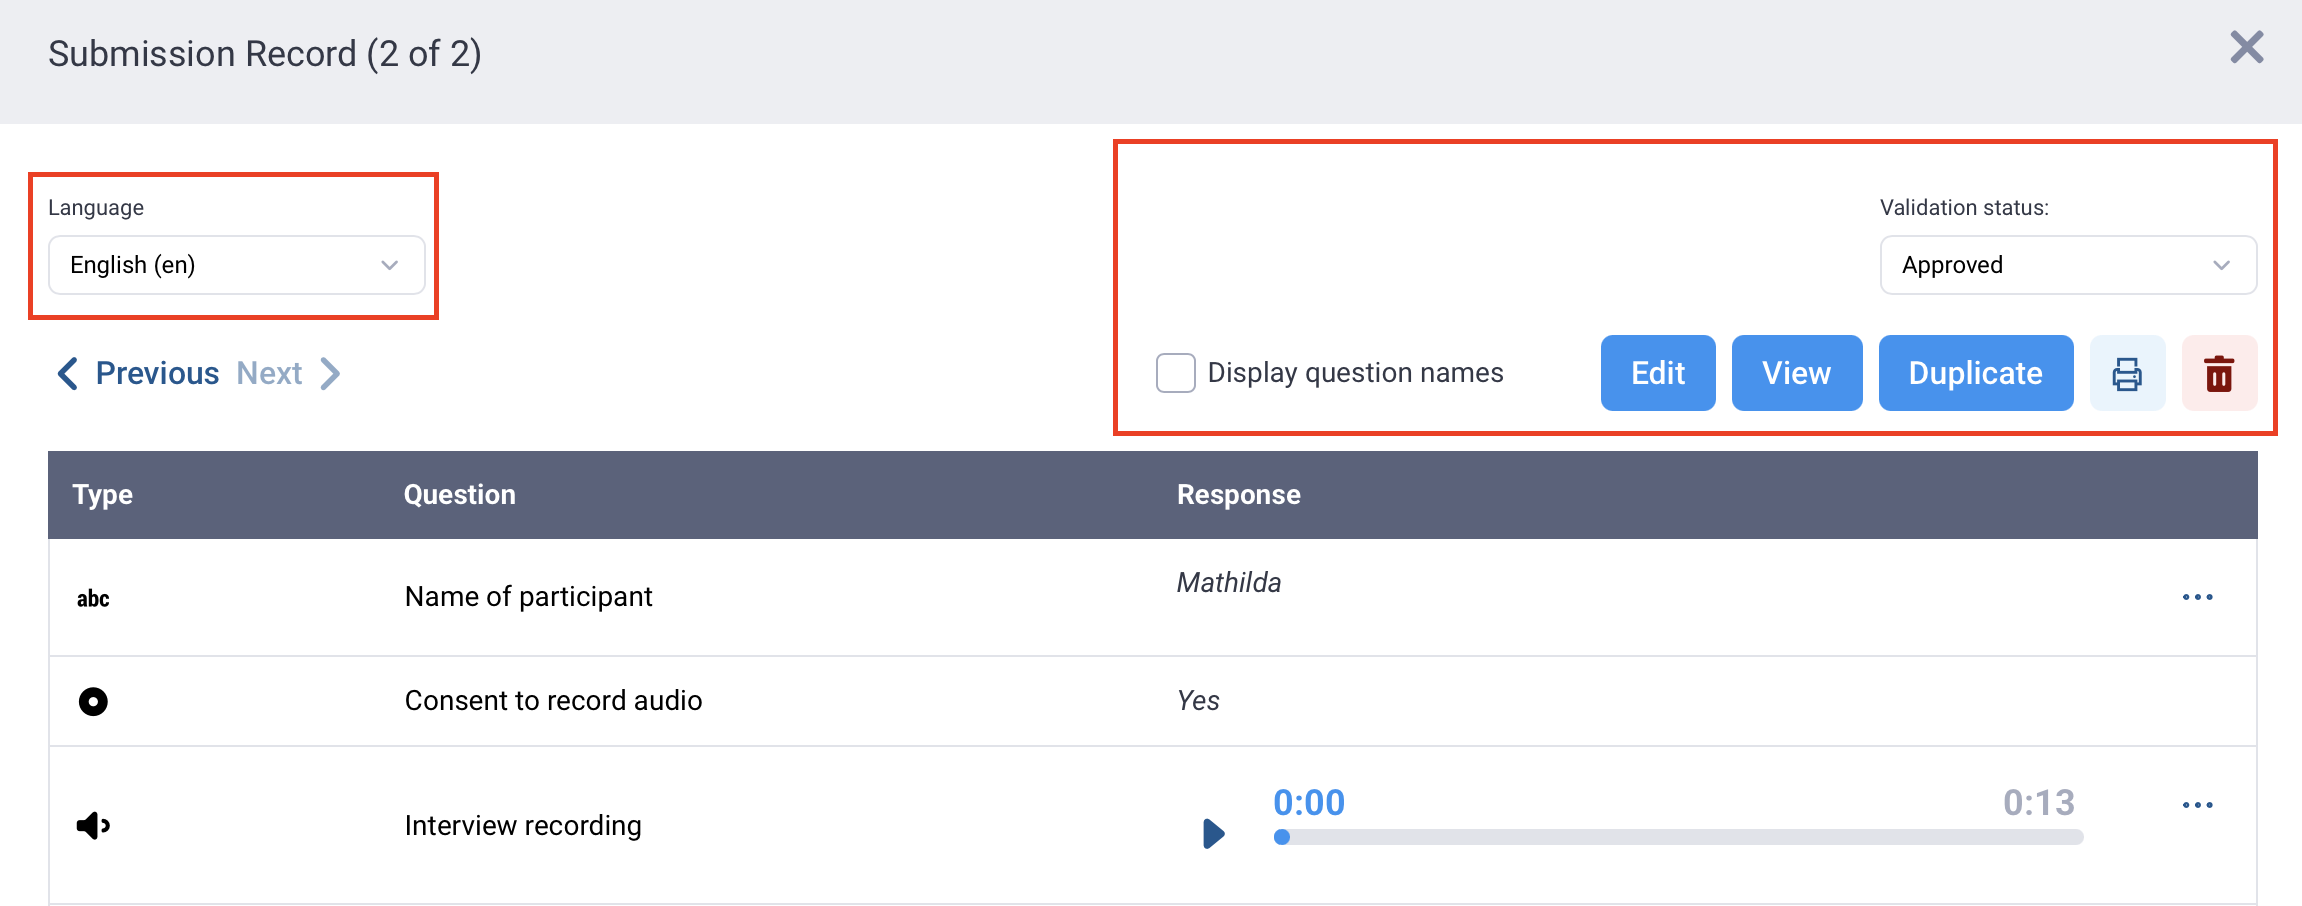 Submission Record (2 of 2)
Language
Validation status:
English (en)
Approved
Previous Next
Display question names
Edit
View
Duplicate
Type Question Response
abc Name of participant Mathilda
Consent to record audio Yes
0:00 0:13
Interview recording